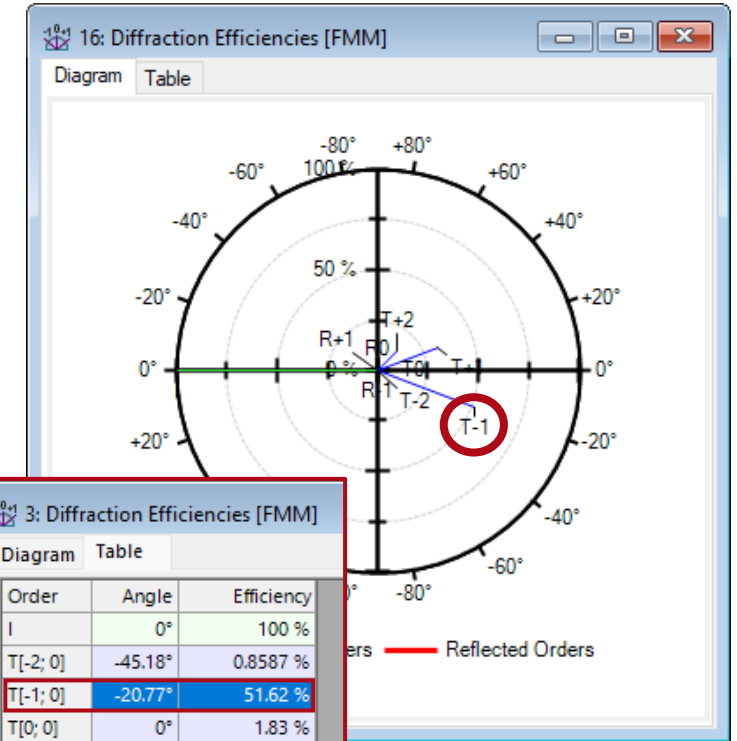 16: Diffraction Efficiencies [FMM]
Diagram Table
-80° +80°
-60° 100 % +60°
-40° +40°
50 %
-20° +20°
T+2
R+1 R0
0° 0 % T0 0°
R-1 T-2
T-1
+20° -20°
-40°
-60°
-80°
Reflected Orders
3: Diffraction Efficiencies [FMM]
Diagram Table
Order Angle Efficiency
I 0° 100 %
T[-2; 0] -45.18° 0.8587 %
T[-1; 0] -20.77° 51.62 %
T[0; 0] 0° 1.83 %